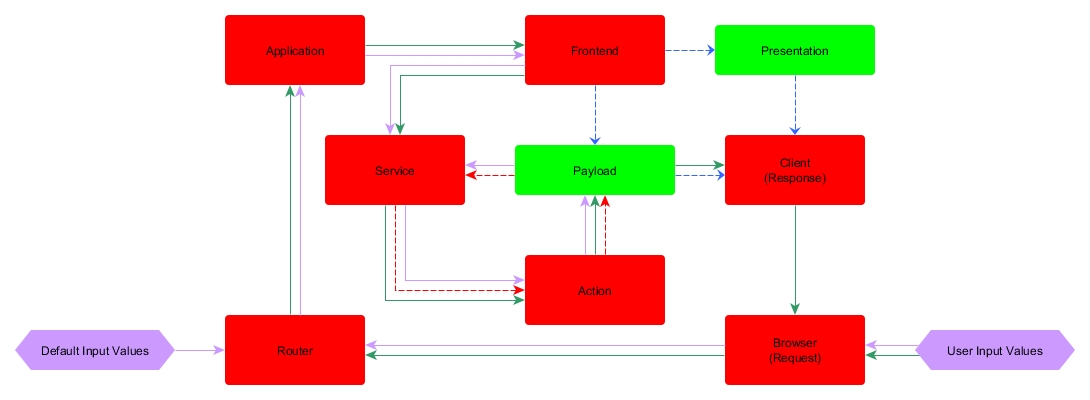 Application
Frontend
Presentation
Service
Payload
Client
(Response)
Action
Default Input Values
Router
Browser
(Request)
User Input Values